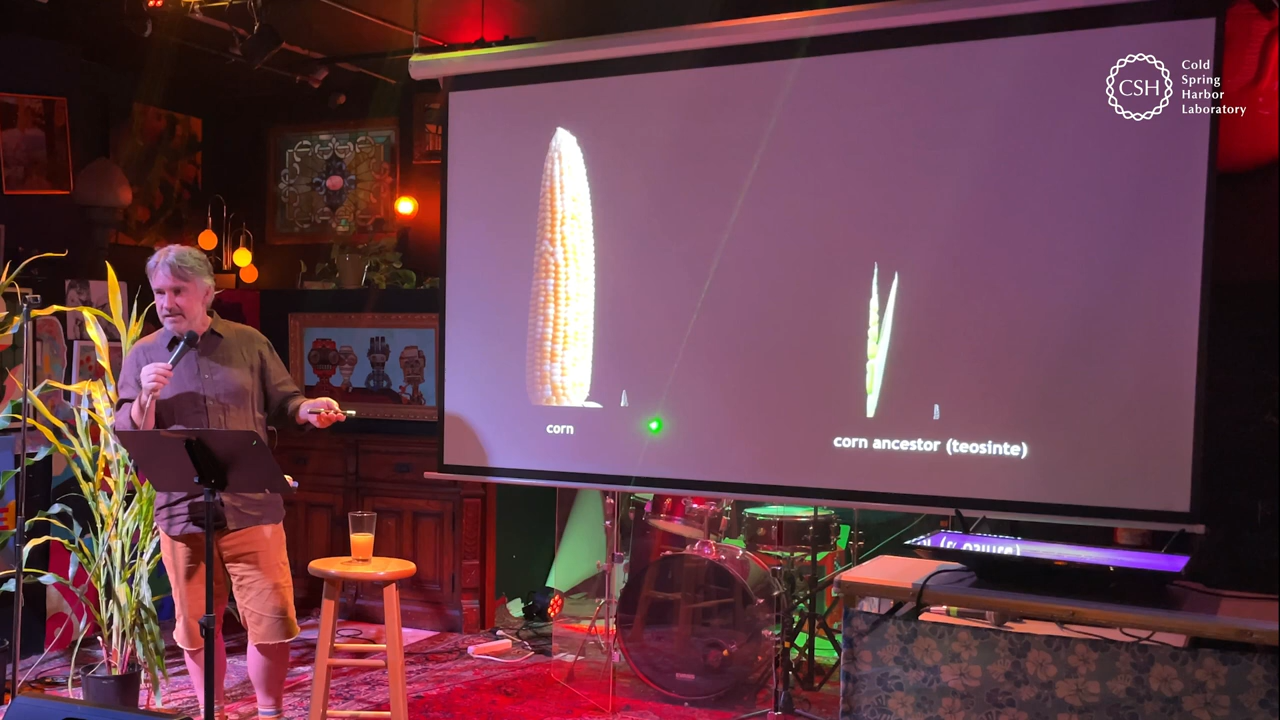 CSH
Cold
Spring
Harbor
Laboratory
corn
corn ancestor (teosinte)